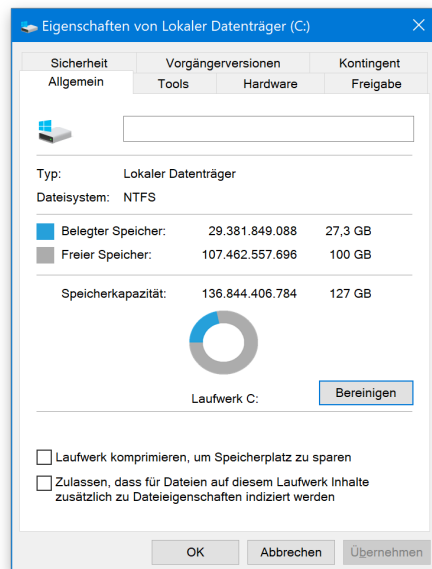 Eigenschaften von Lokaler Datenträger (C:)
Sicherheit Vorgängerversionen Kontingent
Allgemein Tools Hardware Freigabe
Typ: Lokaler Datenträger
Dateisystem: NTFS
Belegter Speicher: 29.381.849.088 27,3 GB
Freier Speicher: 107.462.557.696 100 GB
Speicherkapazität: 136.844.406.784 127 GB
Laufwerk C: Bereinigen
Laufwerk komprimieren, um Speicherplatz zu sparen
Zulassen, dass für Dateien auf diesem Laufwerk Inhalte
zusätzlich zu Dateieigenschaften indiziert werden
OK Abbrechen Übernehmen